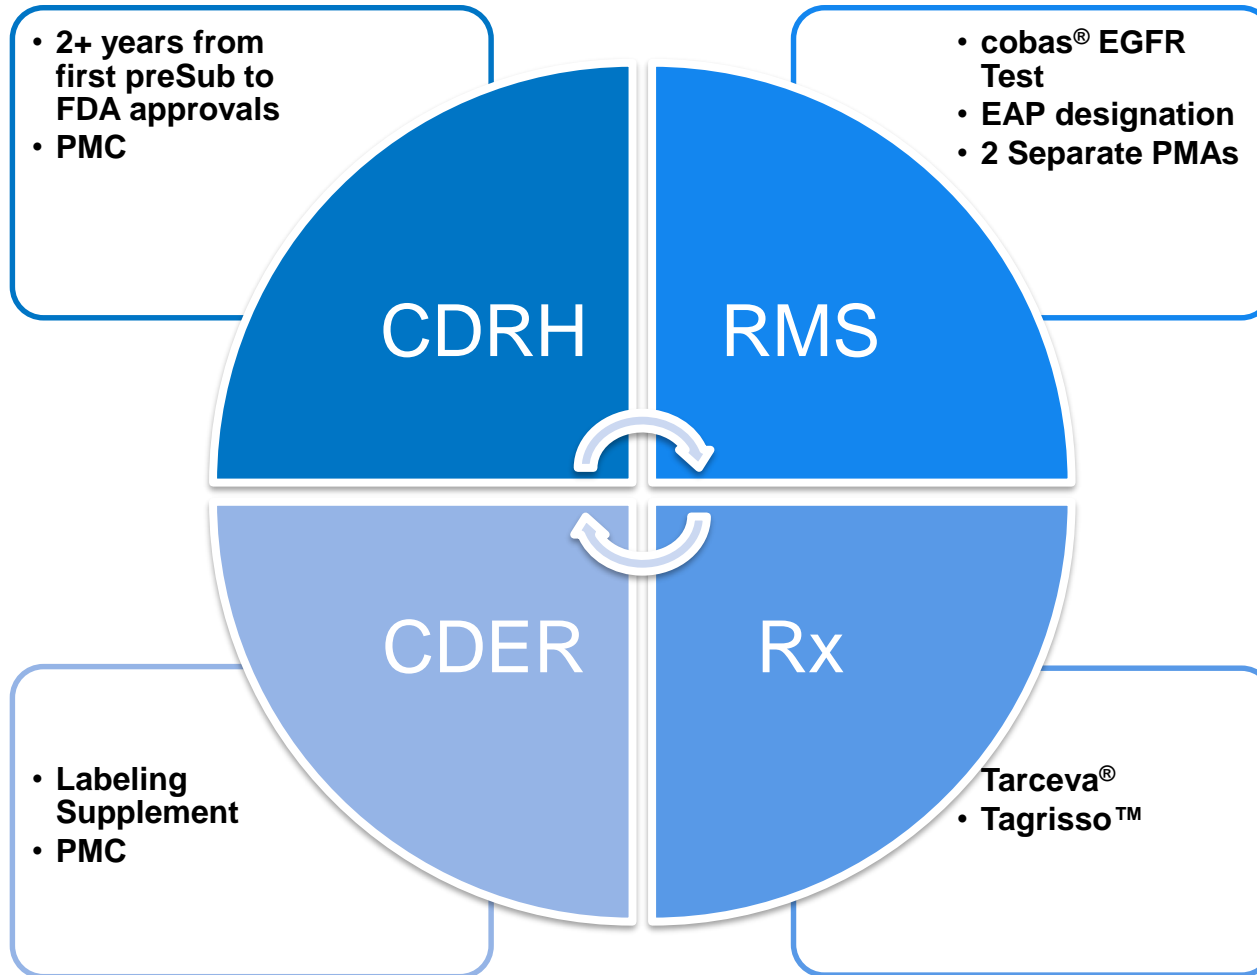 • 2+ years from
first preSub to
FDA approvals
• PMC
• cobas® EGFR
Test
• EAP designation
• 2 Separate PMAs
CDRH
RMS
CDER
Rx
• Labeling
Supplement
• PMC
Tarceva®
• Tagrisso™